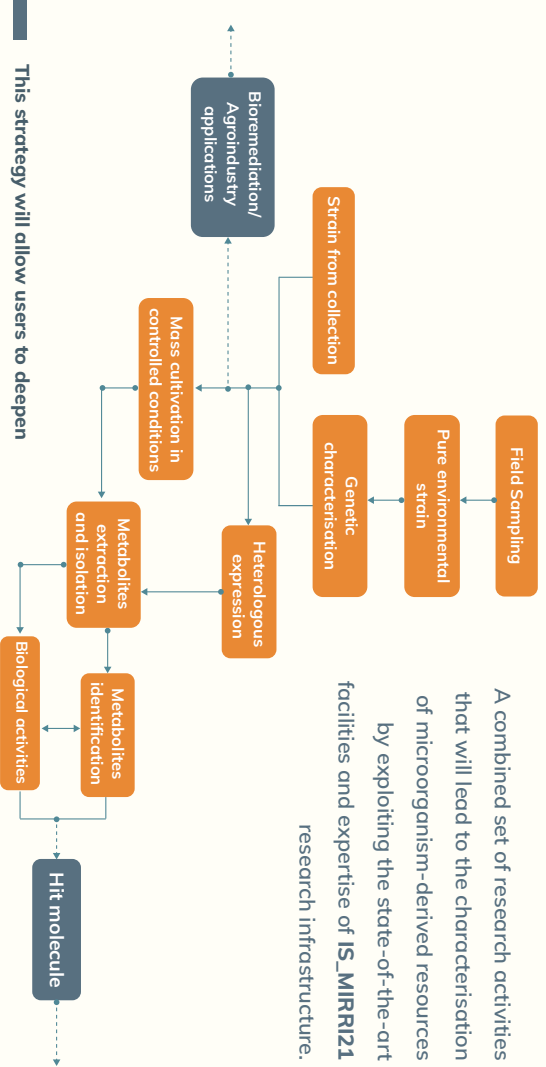 Field Sampling
Pure environmental
strain
Strain from collection
Genetic
characterisation
Bioremediation/
Agroindustry
applications
Heterologous
expression
Mass cultivation in
controlled conditions
Metabolites
extraction
and isolation
Metabolites
identification
Biological activities
Hit molecule
A combined set of research activities
that will lead to the characterisation
of microorganism-derived resources
by exploiting the state-of-the-art
facilities and expertise of IS_MIRRI21
research infrastructure.
This strategy will allow users to deepen